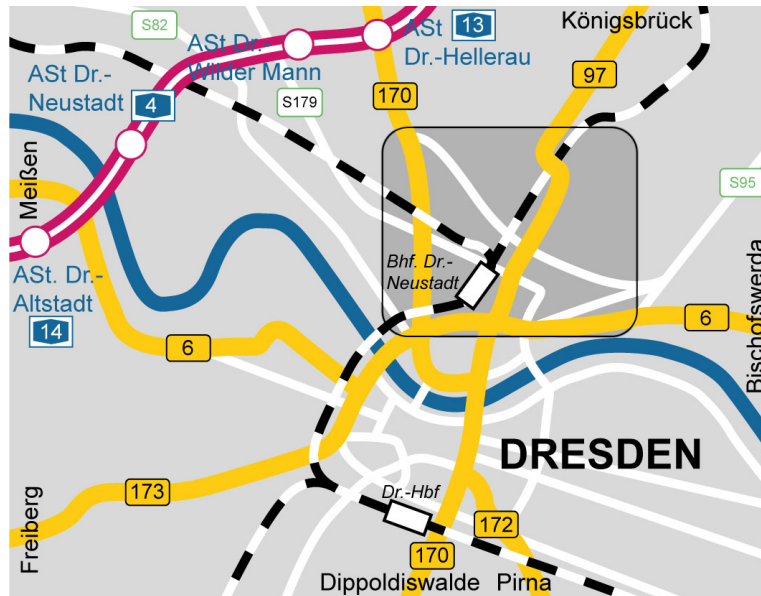 S82
ASt Dr.-
Wilder Mann
ASt
13
Dr.-Hellerau
Königsbrück
ASt Dr.-
Neustadt
4
S179
170
97
S95
Meißen
ASt. Dr.-
Altstadt
14
Bhf. Dr.-
Neustadt
6
6
Bischofswerda
DRESDEN
173
Dr.-Hbf
172
170
Freiberg
Dippoldiswalde
Pirna